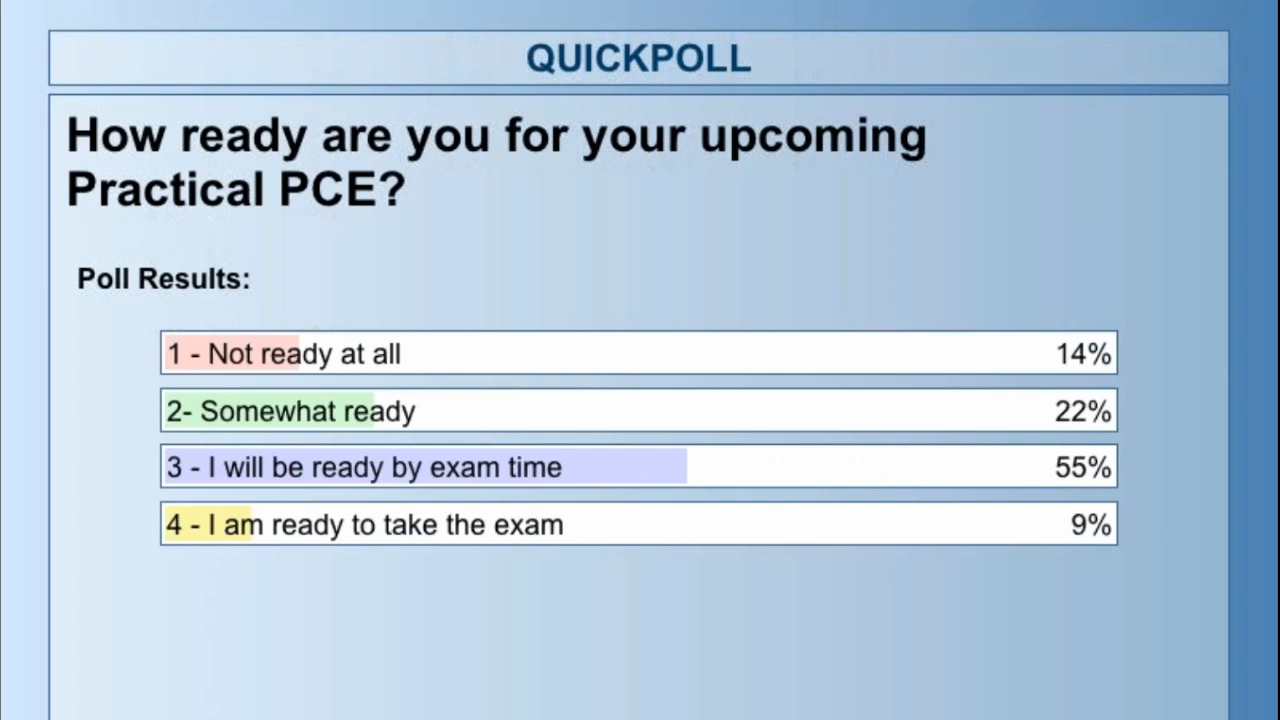 QUICKPOLL
How ready are you for your upcoming
Practical PCE?
Poll Results:
1 - Not ready at all 14%
2- Somewhat ready 22%
3 - I will be ready by exam time 55%
4 - I am ready to take the exam 9%